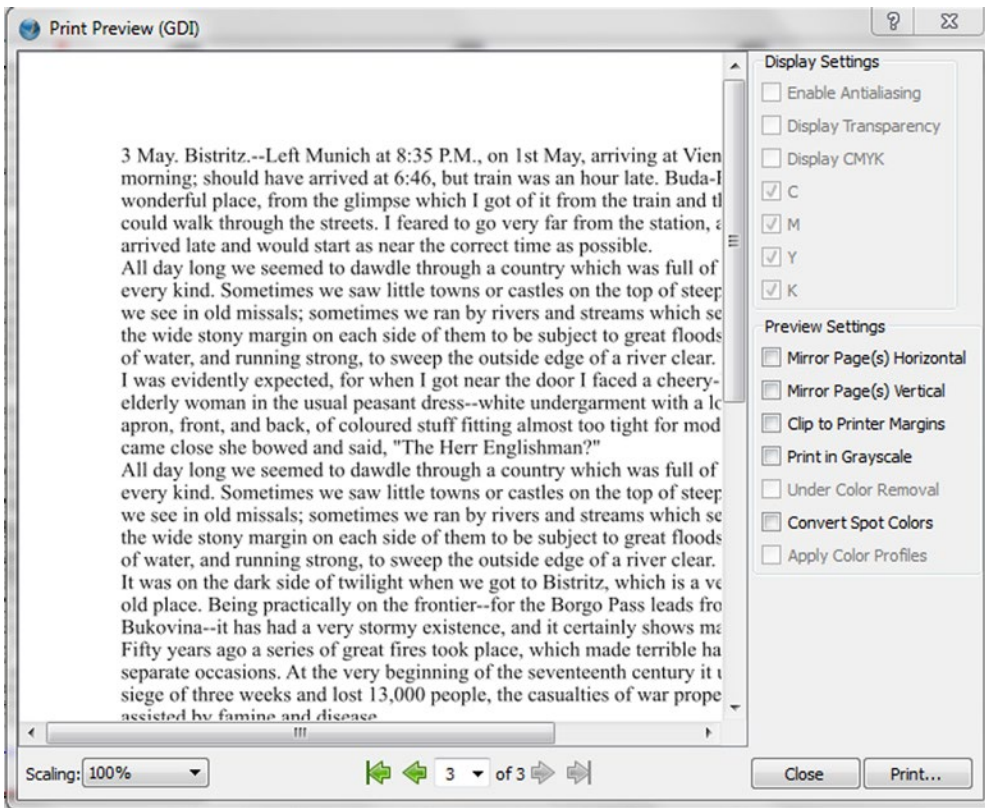 Print Preview (GDI)
3 May. Bistritz.--Left Munich at 8:35 P.M., on 1st May, arriving at Vien
morning; should have arrived at 6:46, but train was an hour late. Buda-
wonderful place, from the glimpse which I got of it from the train and
could walk through the streets. I feared to go very far from the station,
arrived late and would start as near the correct time as possible.
All day long we seemed to dawdle through a country which was full of
every kind. Sometimes we saw little towns or castles on the top of steep
we see in old missals; sometimes we ran by rivers and streams which se
the wide stony margin on each side of them to be subject to great floods
of water, and running strong, to sweep the outside edge of a river clear.
I was evidently expected, for when I got near the door I faced a cheery-
elderly woman in the usual peasant dress--white undergarment with a lo
apron, front, and back, of coloured stuff fitting almost too tight for mod
came close she bowed and said, "The Herr Englishman?"
All day long we seemed to dawdle through a country which was full of
every kind. Sometimes we saw little towns or castles on the top of steep
we see in old missals; sometimes we ran by rivers and streams which se
the wide stony margin on each side of them to be subject to great floods
of water, and running strong, to sweep the outside edge of a river clear.
It was on the dark side of twilight when we got to Bistritz, which is a ve
old place. Being practically on the frontier--for the Borgo Pass leads fro
Bukovina--it has had a very stormy existence, and it certainly shows ma
Fifty years ago a series of great fires took place, which made terrible ha
separate occasions. At the very beginning of the seventeenth century it
siege of three weeks and lost 13,000 people, the casualties of war prope
assisted by famine and disease
Display Settings
Enable Antialiasing
Display Transparency
Display CMYK
C
M
Y
K
Preview Settings
Mirror Page(s) Horizontal
Mirror Page(s) Vertical
Clip to Printer Margins
Print in Grayscale
Under Color Removal
Convert Spot Colors
Apply Color Profiles
Scaling: 100%
3 of 3
Close
Print...